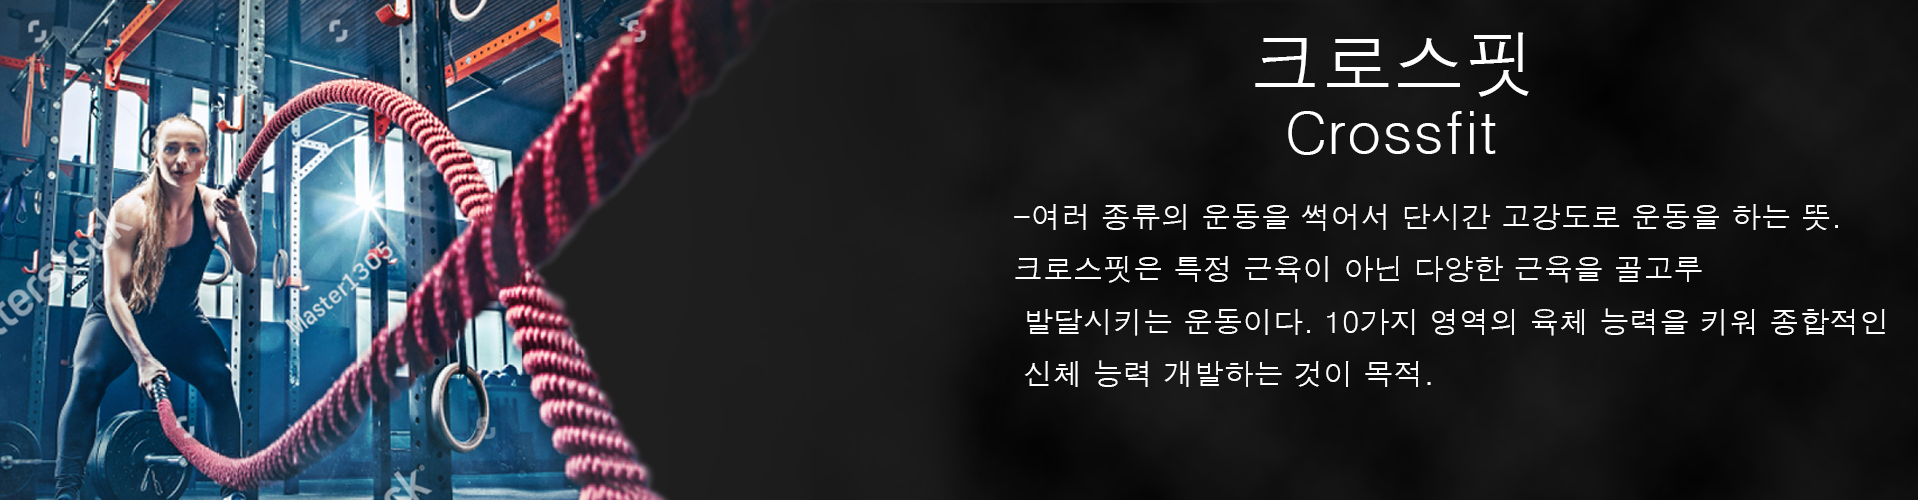 크로스핏
Crossfit
-여러 종류의 운동을 썩어서 단시간 고강도로 운동을 하는 뜻.
크로스핏은 특정 근육이 아닌 다양한 근육을 골고루
발달시키는 운동이다. 10가지 영역의 육체 능력을 키워 종합적인
신체 능력 개발하는 것이 목적.
tterstock
Master1305
ck